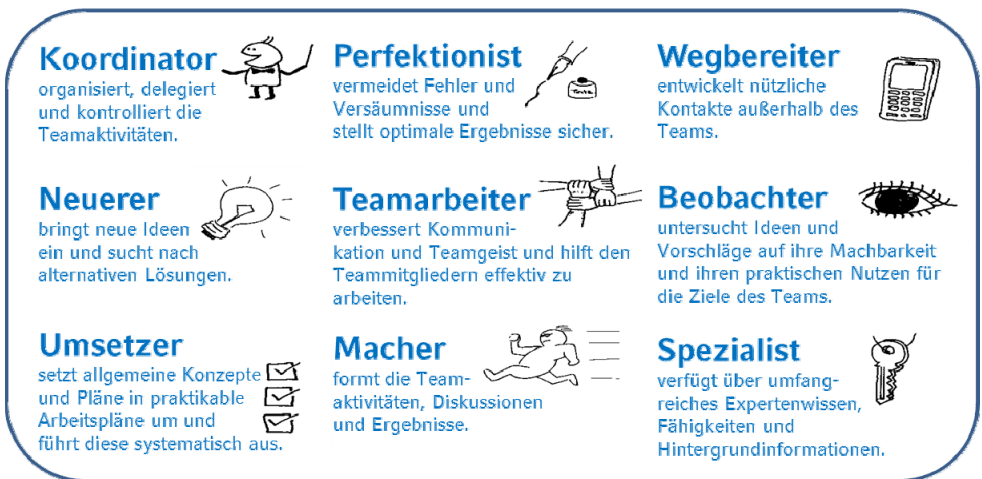 Koordinator
organisiert, delegiert
und kontrolliert die
Teamaktivitäten.
Perfektionist
vermeidet Fehler und
Versäumnisse und
stellt optimale Ergebnisse sicher.
Wegbereiter
entwickelt nützliche
Kontakte außerhalb des
Teams.
Neuerer
bringt neue Ideen
ein und sucht nach
alternativen Lösungen.
Teamarbeiter
verbessert Kommuni-
kation und Teamgeist und hilft den
Teammitgliedern effektiv zu
arbeiten.
Beobachter
untersucht Ideen und
Vorschläge auf ihre Machbarkeit
und ihren praktischen Nutzen für
die Ziele des Teams.
Umsetzer
setzt allgemeine Konzepte
und Pläne in praktikable
Arbeitspläne um und
führt diese systematisch aus.
Macher
formt die Team-
aktivitäten, Diskussionen
und Ergebnisse.
Spezialist
verfügt über umfang-
reiches Expertenwissen,
Fähigkeiten und
Hintergrundinformationen.